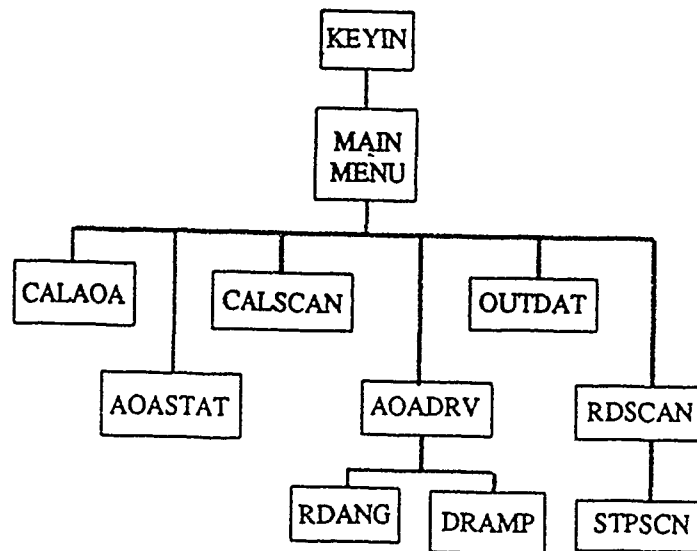 KEYIN
MAIN
MENU
CALAOA
CALSCAN
OUTDAT
AOASTAT
AOADRV
RDSCAN
RDANG
DRAMP
STPSCN